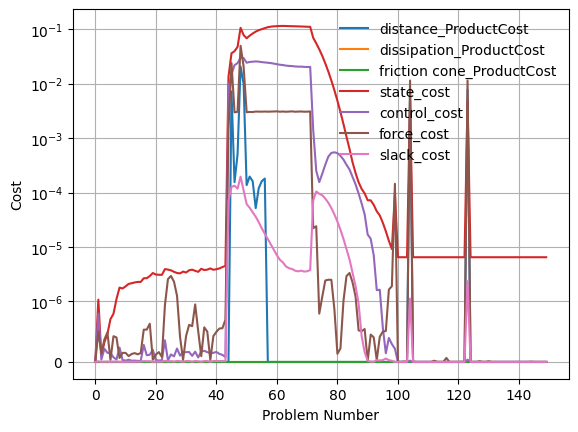 distance_ProductCost
dissipation_ProductCost
friction cone_ProductCost
state_cost
control_cost
force_cost
slack_cost
Cost
10⁻¹
10⁻²
10⁻³
10⁻⁴
10⁻⁵
10⁻⁶
0
0 20 40 60 80 100 120 140
Problem Number